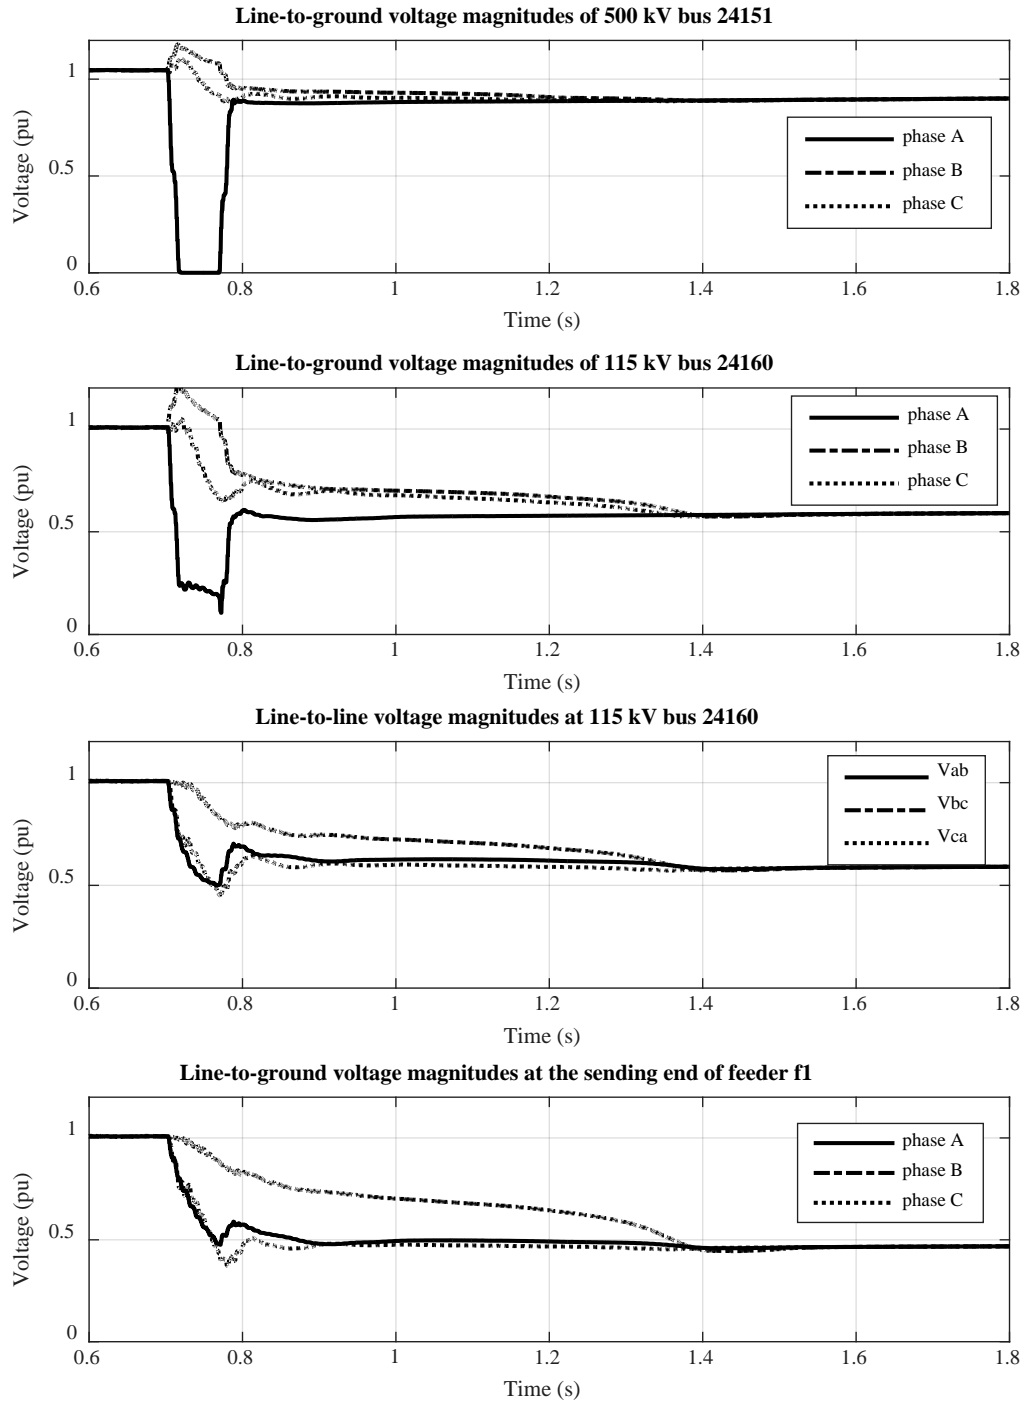 Line-to-ground voltage magnitudes of 500 kV bus 24151
Voltage (pu)
1
0.5
0
phase A
phase B
phase C
0.6 0.8 1 1.2 1.4 1.6 1.8
Time (s)
Line-to-ground voltage magnitudes of 115 kV bus 24160
Voltage (pu)
1
0.5
0
phase A
phase B
phase C
0.6 0.8 1 1.2 1.4 1.6 1.8
Time (s)
Line-to-line voltage magnitudes at 115 kV bus 24160
Voltage (pu)
1
0.5
0
Vab
Vbc
Vca
0.6 0.8 1 1.2 1.4 1.6 1.8
Time (s)
Line-to-ground voltage magnitudes at the sending end of feeder f1
Voltage (pu)
1
0.5
0
phase A
phase B
phase C
0.6 0.8 1 1.2 1.4 1.6 1.8
Time (s)